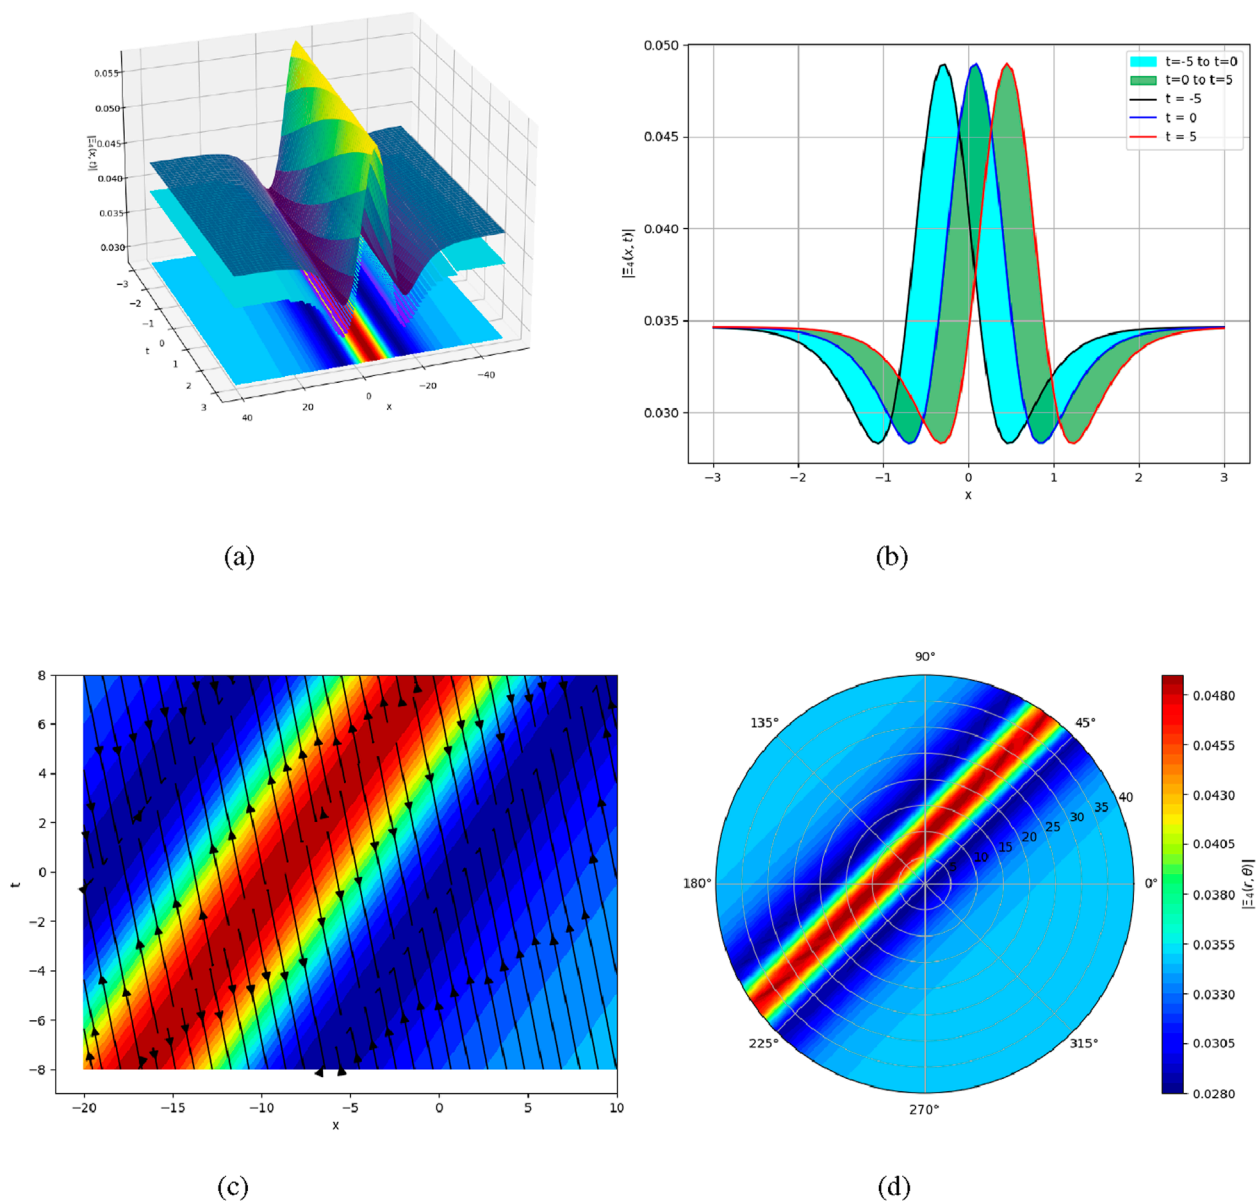 0.055
0.050
0.045
0.040
0.035
0.030
|Ξ₄(x, t)|
−3
−2
−1
0
1
2
3
t
40
20
0
−20
−40
x
(a)
0.050
0.045
0.040
0.035
0.030
|Ξ₄(x, t)|
t=-5 to t=0
t=0 to t=5
t = -5
t = 0
t = 5
−3 −2 −1 0 1 2 3
x
(b)
8
6
4
2
0
−2
−4
−6
−8
t
−20 −15 −10 −5 0 5 10
x
(c)
90°
135° 45°
180° 0°
225° 315°
270°
5 10 15 20 25 30 35 40
0.0480
0.0455
0.0430
0.0405
0.0380
0.0355
0.0330
0.0305
0.0280
|Ξ₄(r, θ)|
(d)